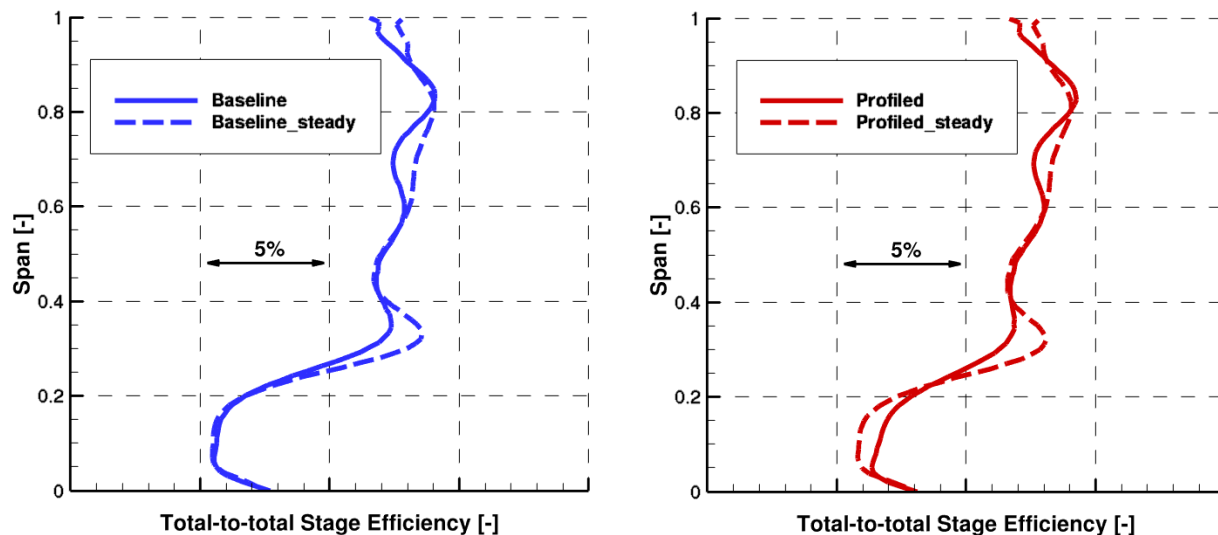 1
0.8
0.6
0.4
0.2
0
Span [-]
Baseline
Baseline_steady
5%
Total-to-total Stage Efficiency [-]
1
0.8
0.6
0.4
0.2
0
Span [-]
Profiled
Profiled_steady
5%
Total-to-total Stage Efficiency [-]